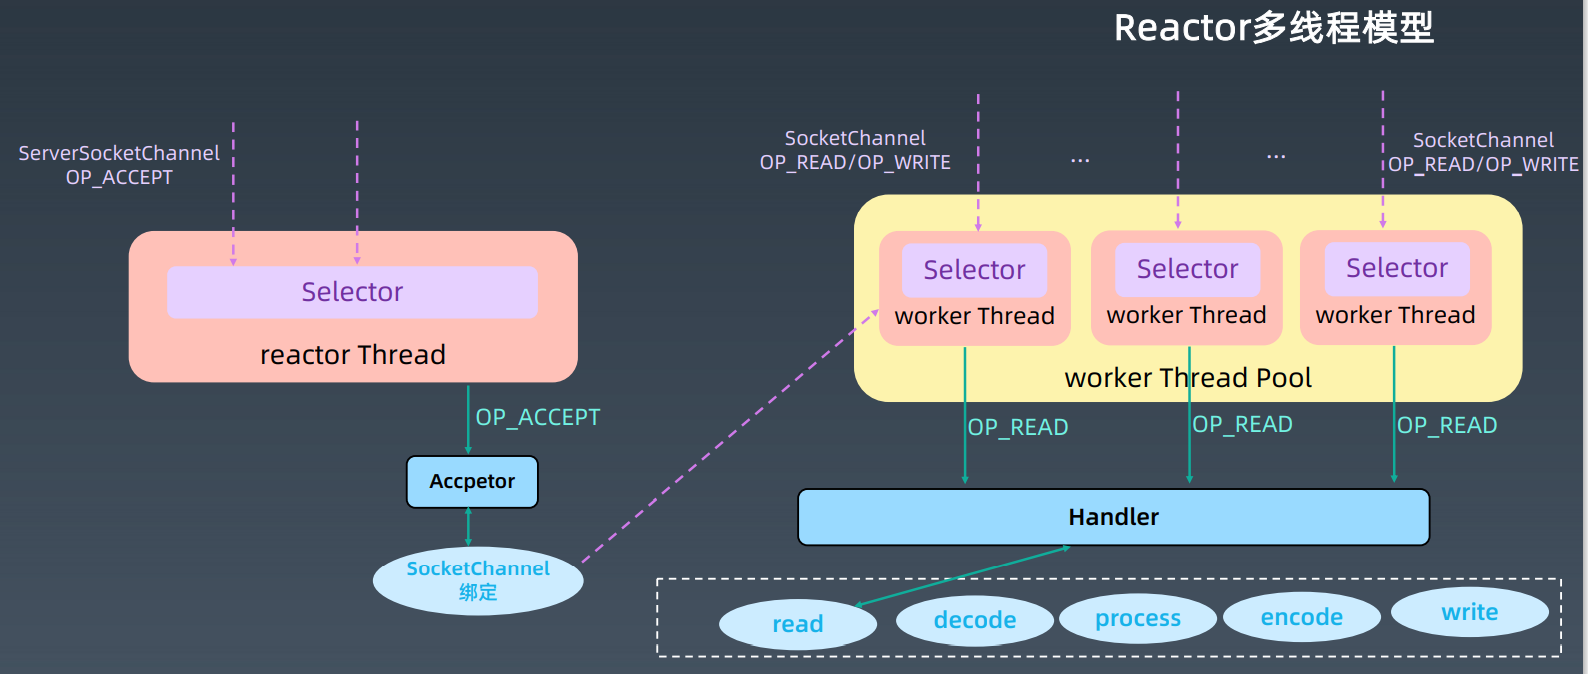 Reactor多线程模型
ServerSocketChannel
OP_ACCEPT
SocketChannel
OP_READ/OP_WRITE
...
...
SocketChannel
OP_READ/OP_WRITE
Selector
reactor Thread
Selector
worker Thread
Selector
worker Thread
Selector
worker Thread
worker Thread Pool
OP_ACCEPT
OP_READ
OP_READ
OP_READ
Accpetor
Handler
SocketChannel
绑定
read
decode
process
encode
write